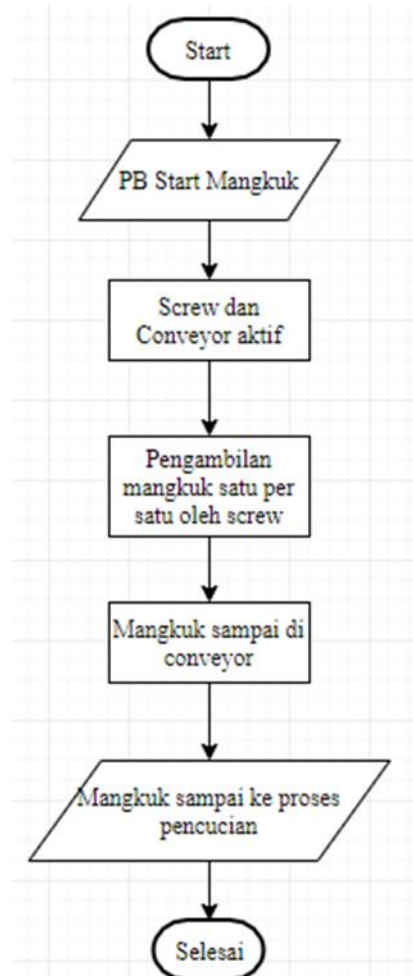 Start
PB Start Mangkuk
Screw dan
Conveyor aktif
Pengambilan
mangkuk satu per
satu oleh screw
Mangkuk sampai di
conveyor
Mangkuk sampai ke proses
pencucian
Selesai